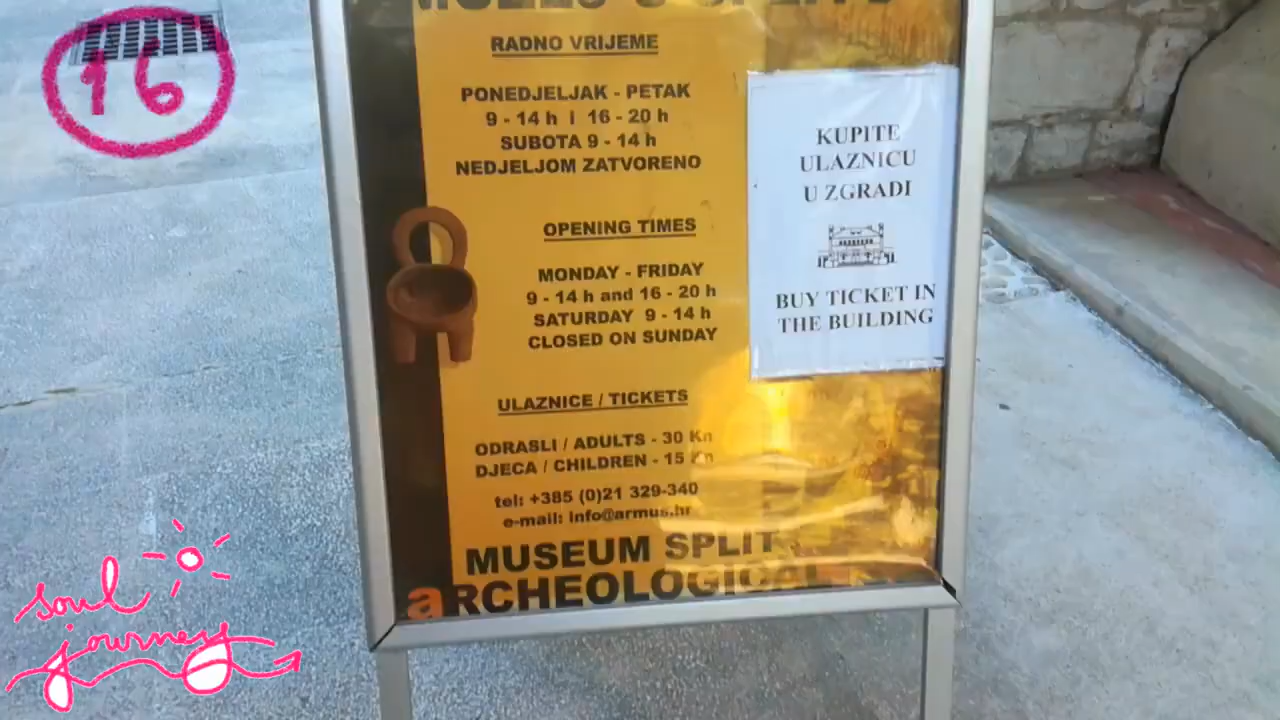 16
RADNO VRIJEME
PONEDJELJAK - PETAK
9 - 14 h i 16 - 20 h
SUBOTA 9 - 14 h
NEDJELJOM ZATVORENO
OPENING TIMES
MONDAY - FRIDAY
9 - 14 h and 16 - 20 h
SATURDAY 9 - 14 h
CLOSED ON SUNDAY
ULAZNICE / TICKETS
ODRASLI / ADULTS - 30 Kn
DJECA / CHILDREN - 15 Kn
tel: +385 (0)21 329-340
e-mail: info@armus.hr
MUSEUM SPLIT
aRCHEOLOGICAL
KUPITE
ULAZNICU
U ZGRADI
BUY TICKET IN
THE BUILDING
soul
journey